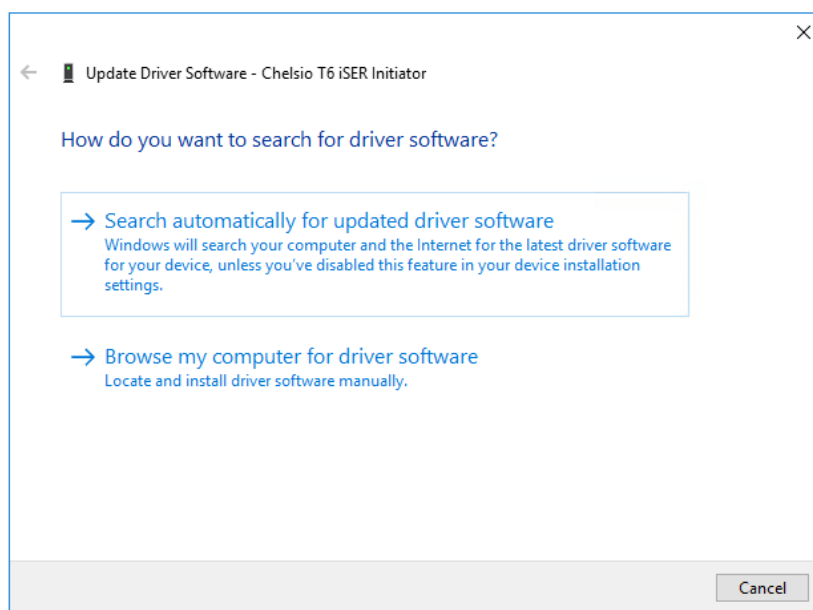 Update Driver Software - Chelsio T6 iSER Initiator
How do you want to search for driver software?
Search automatically for updated driver software
Windows will search your computer and the Internet for the latest driver software
for your device, unless you've disabled this feature in your device installation
settings.
Browse my computer for driver software
Locate and install driver software manually.
Cancel